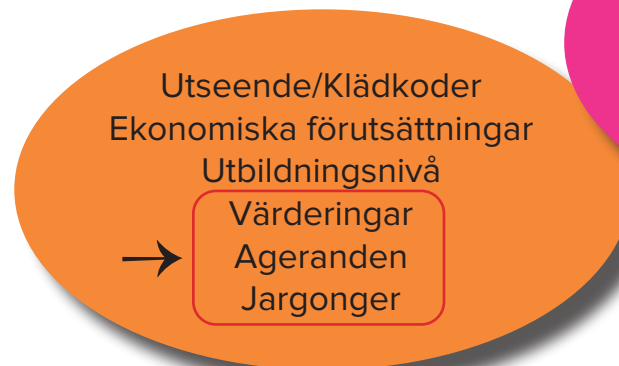 Utseende/Klädkoder
Ekonomiska förutsättningar
Utbildningsnivå
Värderingar
Ageranden
Jargonger